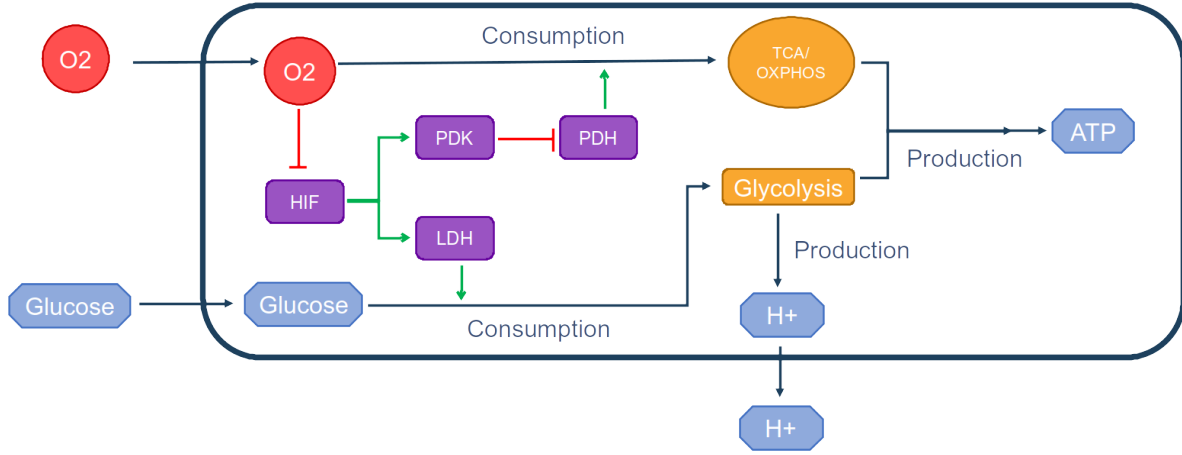 Consumption
O2
O2
TCA/
OXPHOS
PDK
PDH
ATP
Production
HIF
Glycolysis
LDH
Production
Glucose
Glucose
H+
Consumption
H+